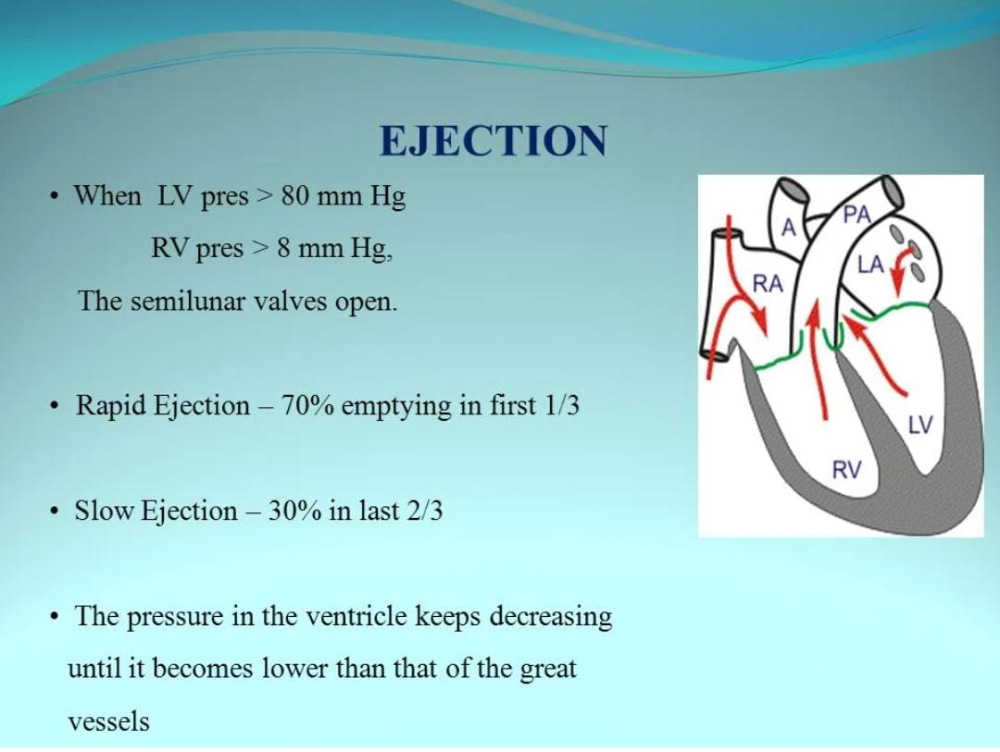 EJECTION
• When LV pres > 80 mm Hg
RV pres > 8 mm Hg,
The semilunar valves open.
• Rapid Ejection – 70% emptying in first 1/3
• Slow Ejection – 30% in last 2/3
• The pressure in the ventricle keeps decreasing
until it becomes lower than that of the great
vessels
A
PA
LA
RA
LV
RV